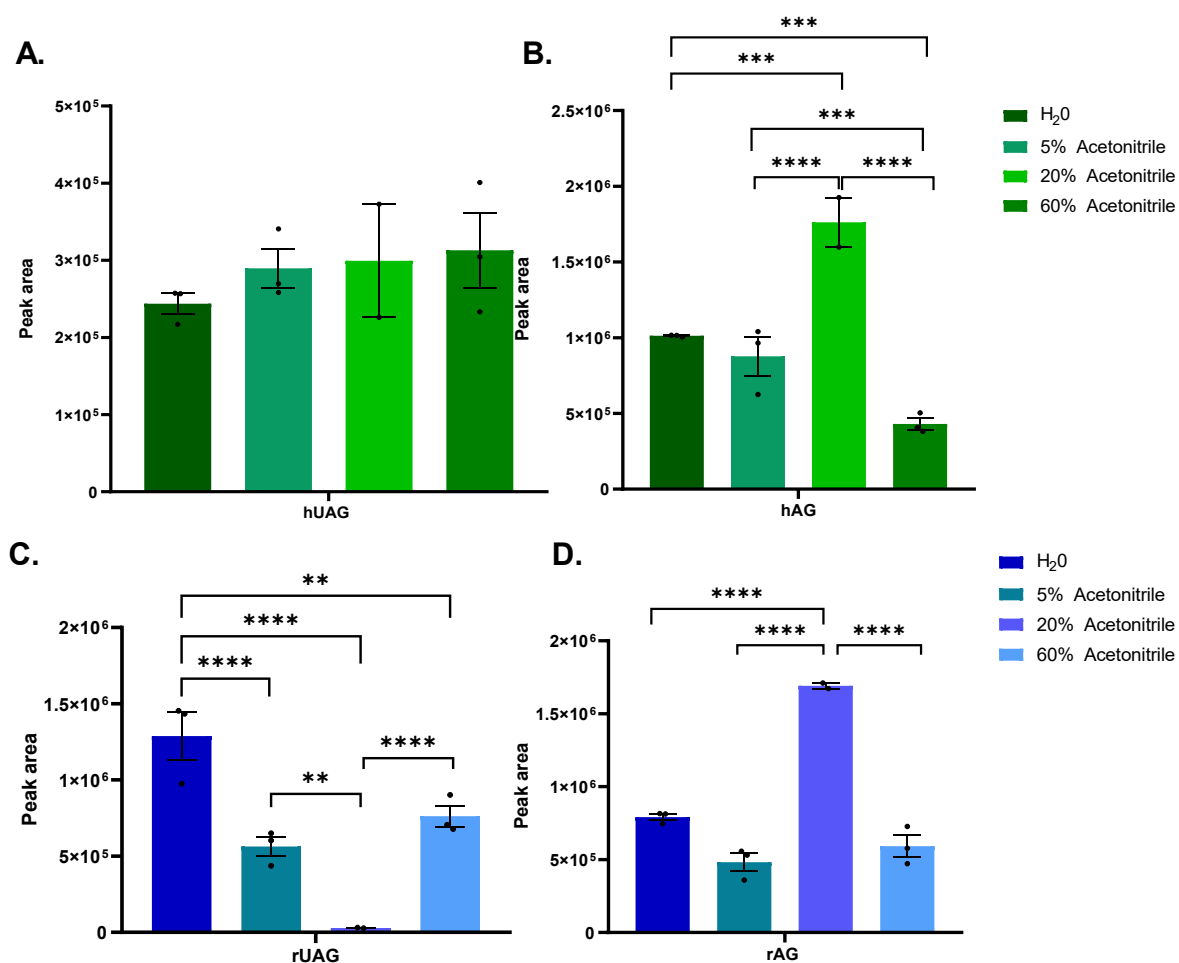 A.
Peak area
5×10⁵
4×10⁵
3×10⁵
2×10⁵
1×10⁵
0
hUAG
B.
***
***
***
****
****
Peak area
2.5×10⁶
2×10⁶
1.5×10⁶
1×10⁶
5×10⁵
0
hAG
H₂0
5% Acetonitrile
20% Acetonitrile
60% Acetonitrile
C.
**
****
****
****
**
Peak area
2×10⁶
1.5×10⁶
1×10⁶
5×10⁵
0
rUAG
D.
****
****
****
Peak area
2×10⁶
1.5×10⁶
1×10⁶
5×10⁵
0
rAG
H₂0
5% Acetonitrile
20% Acetonitrile
60% Acetonitrile